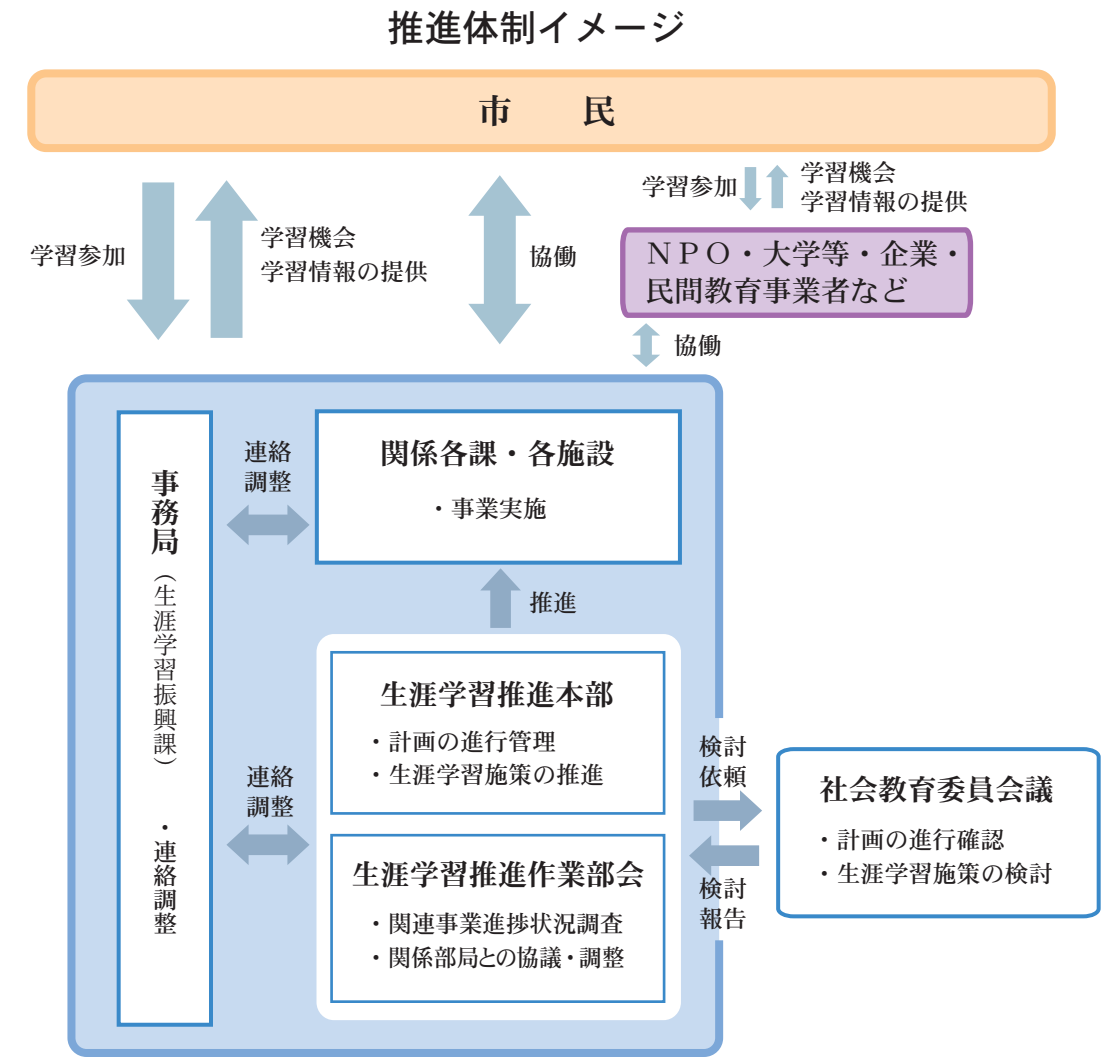 推進体制イメージ
市　　民
学習参加
学習機会
学習情報の提供
協働
学習参加
学習機会
学習情報の提供
ＮＰＯ・大学等・企業・
民間教育事業者など
協働
事務局（生涯学習振興課）　・連絡調整
連絡
調整
関係各課・各施設
・事業実施
推進
連絡
調整
生涯学習推進本部
・計画の進行管理
・生涯学習施策の推進
生涯学習推進作業部会
・関連事業進捗状況調査
・関係部局との協議・調整
検討
依頼
検討
報告
社会教育委員会議
・計画の進行確認
・生涯学習施策の検討